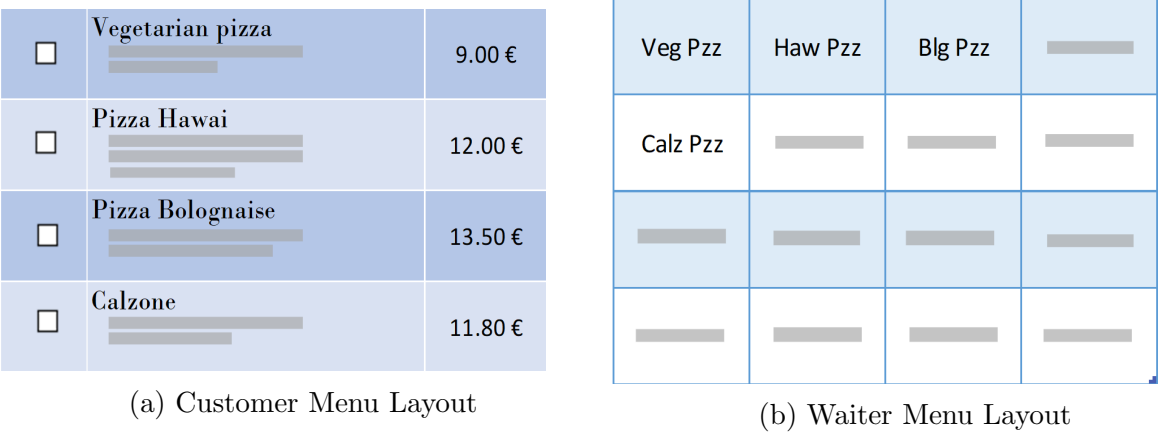 Vegetarian pizza
9.00 €
Pizza Hawai
12.00 €
Pizza Bolognaise
13.50 €
Calzone
11.80 €
(a) Customer Menu Layout
Veg Pzz
Haw Pzz
Blg Pzz
Calz Pzz
(b) Waiter Menu Layout